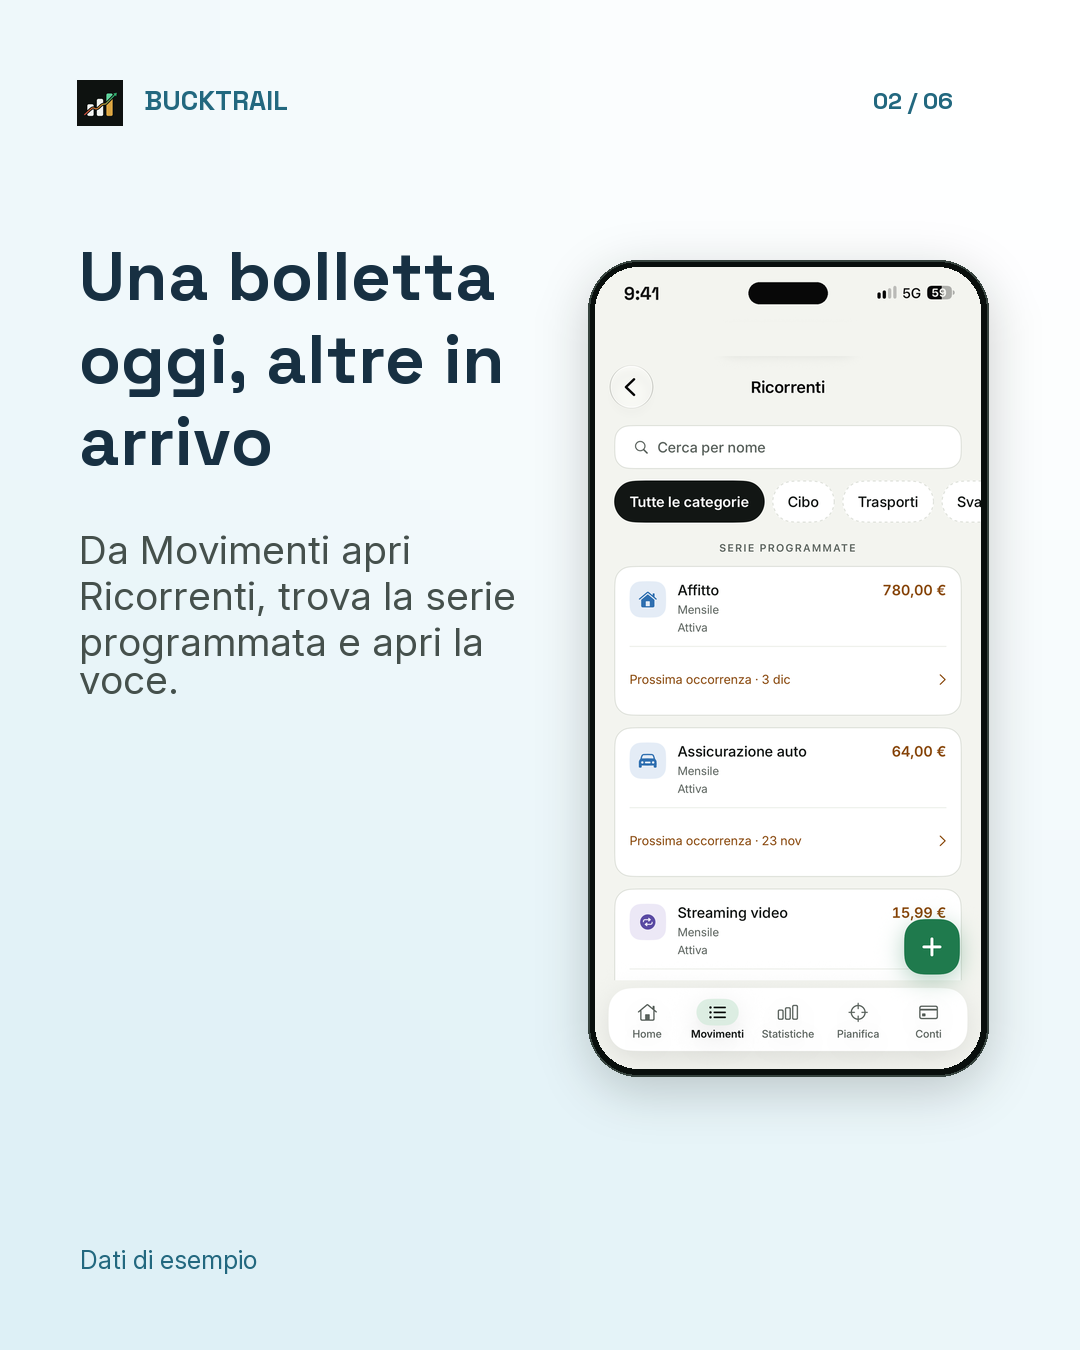 BUCKTRAIL
02 / 06
Una bolletta
oggi, altre in
arrivo
Da Movimenti apri
Ricorrenti, trova la serie
programmata e apri la
voce.
9:41
5G 59
Ricorrenti
Cerca per nome
Tutte le categorie Cibo Trasporti Sva
SERIE PROGRAMMATE
Affitto 780,00 €
Mensile
Attiva
Prossima occorrenza · 3 dic
Assicurazione auto 64,00 €
Mensile
Attiva
Prossima occorrenza · 23 nov
Streaming video 15,99 €
Mensile
Attiva
Home Movimenti Statistiche Pianifica Conti
Dati di esempio